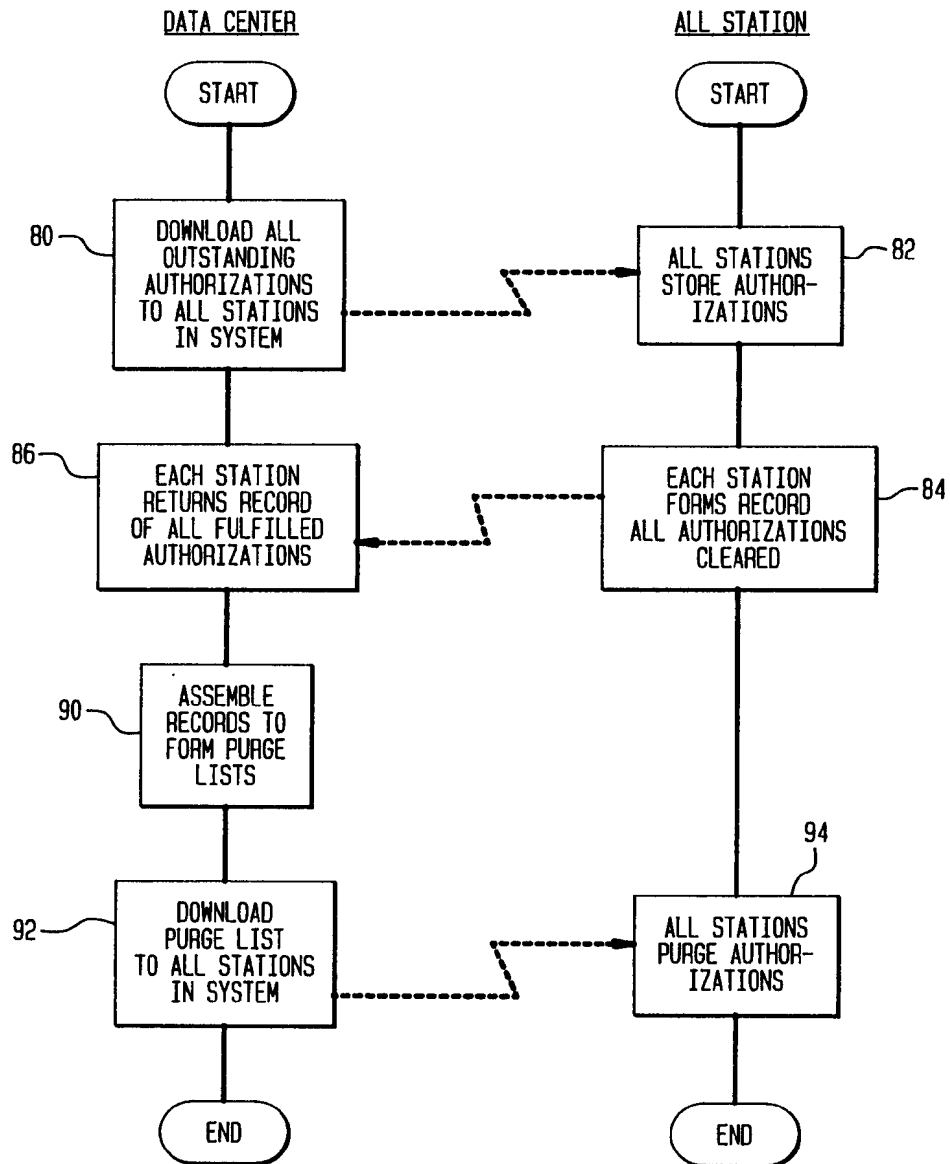 DATA CENTER
ALL STATION
START
START
80
DOWNLOAD ALL
OUTSTANDING
AUTHORIZATIONS
TO ALL STATIONS
IN SYSTEM
82
ALL STATIONS
STORE AUTHOR-
IZATIONS
86
EACH STATION
RETURNS RECORD
OF ALL FULFILLED
AUTHORIZATIONS
84
EACH STATION
FORMS RECORD
ALL AUTHORIZATIONS
CLEARED
90
ASSEMBLE
RECORDS TO
FORM PURGE
LISTS
92
DOWNLOAD
PURGE LIST
TO ALL STATIONS
IN SYSTEM
94
ALL STATIONS
PURGE AUTHOR-
IZATIONS
END
END